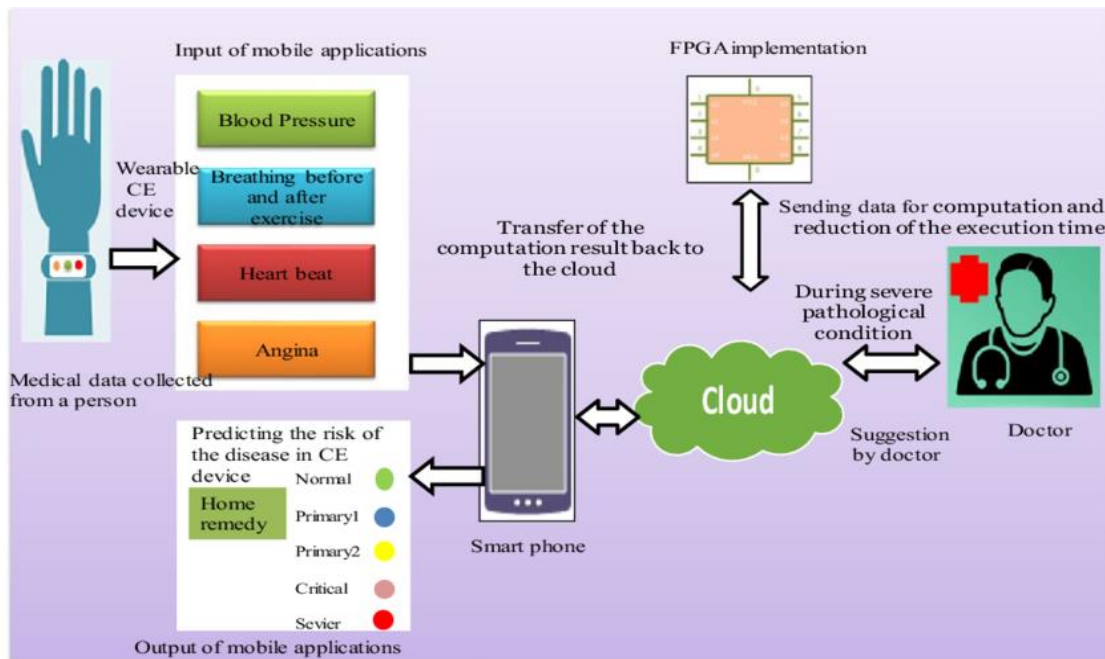 Input of mobile applications
Blood Pressure
Breathing before
and after
exercise
Heart beat
Angina
Wearable
CE
device
Medical data collected
from a person
FPGA implementation
Transfer of the
computation result back to
the cloud
Sending data for computation and
reduction of the execution time
During severe
pathological
condition
Cloud
Suggestion
by doctor
Doctor
Smart phone
Predicting the risk of
the disease in CE
device
Home
remedy
Normal
Primary1
Primary2
Critical
Sevier
Output of mobile applications